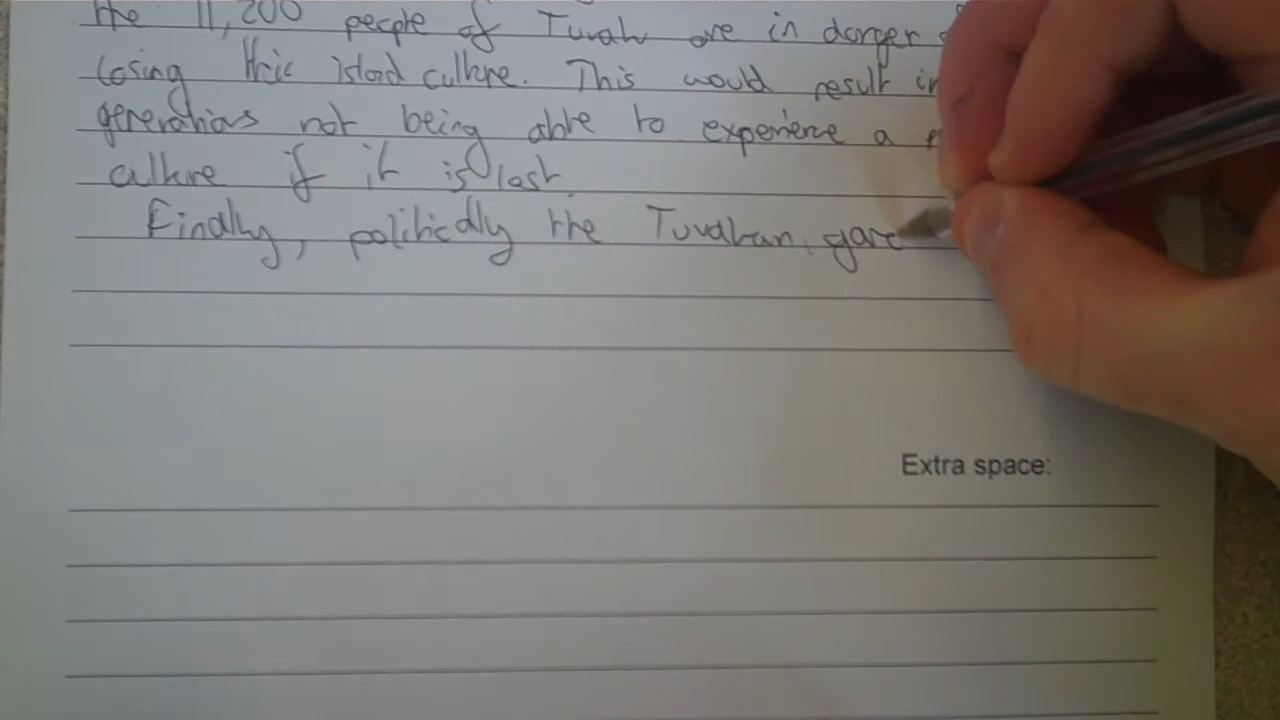 the 11,200 people of Tuvalu are in danger
losing their island culture. This would result in
generations not being able to experience a
culture if it is lost.
Finally, politically the Tuvaluan gove
Extra space: